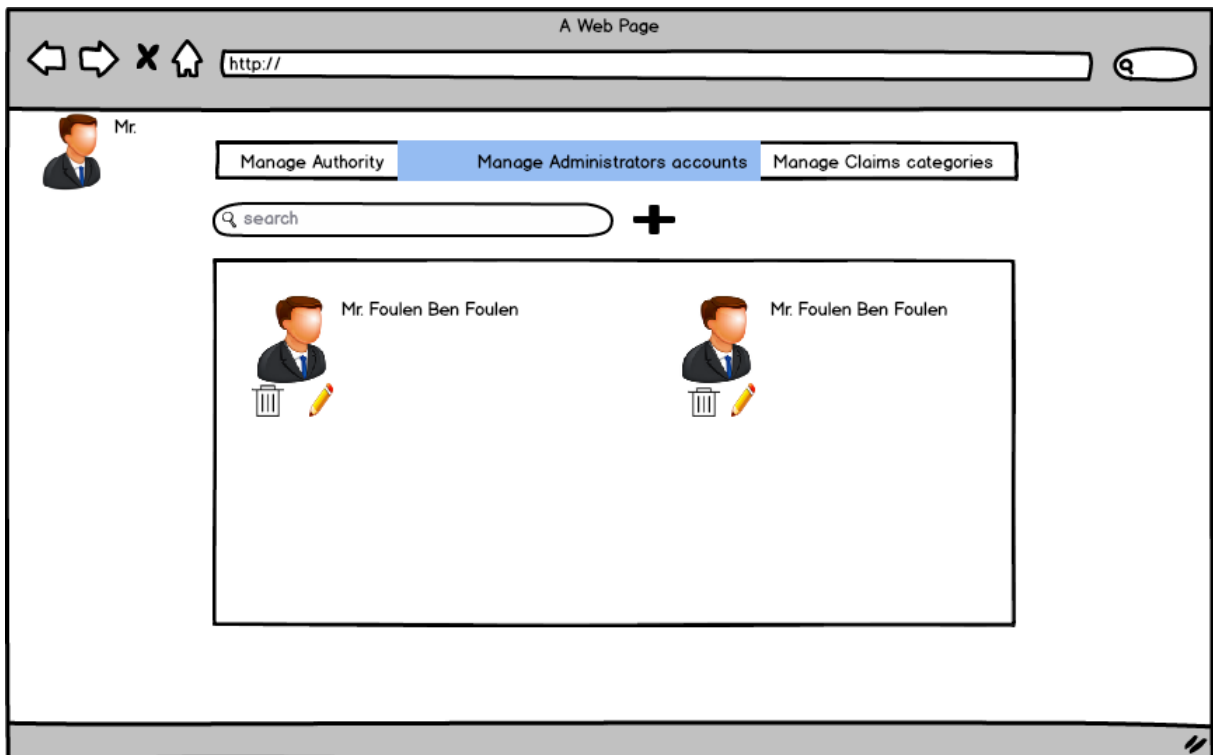 A Web Page
http://
Mr.
Manage Authority Manage Administrators accounts Manage Claims categories
search
Mr. Foulen Ben Foulen Mr. Foulen Ben Foulen